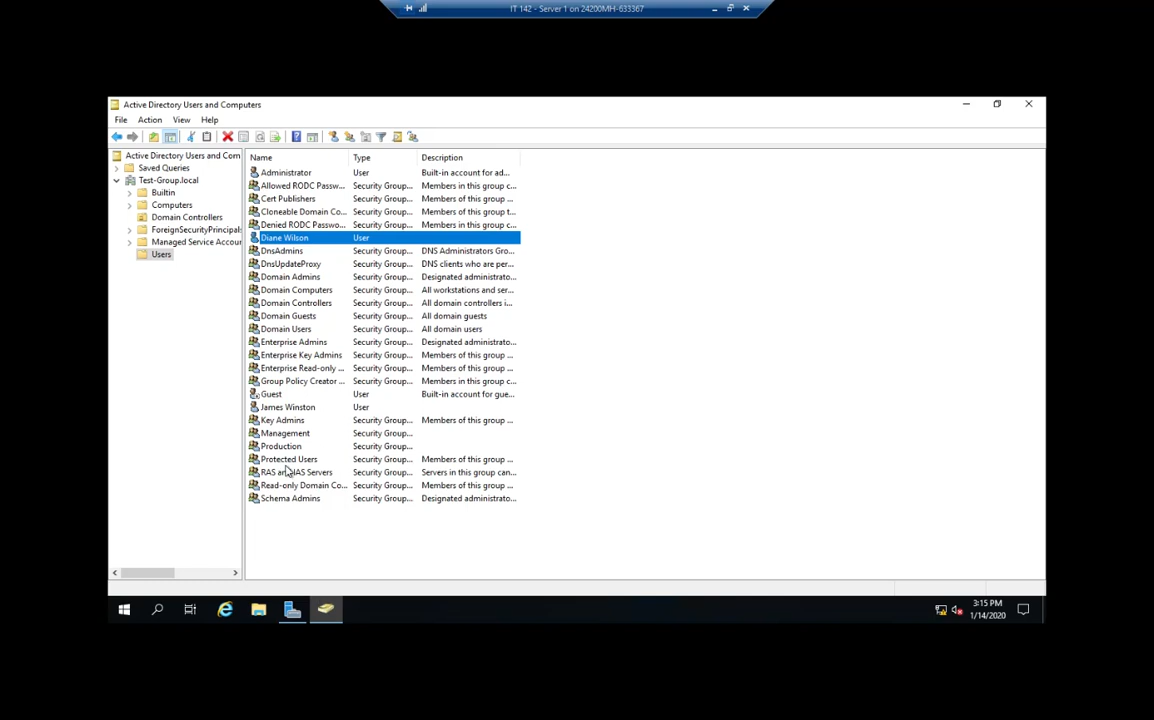 IT 142 - Server 1 on 24200MH-633367
Active Directory Users and Computers
File Action View Help
Active Directory Users and Com
Saved Queries
Test-Group.local
Builtin
Computers
Domain Controllers
ForeignSecurityPrincipal:
Managed Service Accour
Users
Name Type Description
Administrator User Built-in account for ad...
Allowed RODC Passw... Security Group... Members in this group c...
Cert Publishers Security Group... Members of this group ...
Cloneable Domain Co... Security Group... Members of this group t...
Denied RODC Passwo... Security Group... Members in this group c...
Diane Wilson User
DnsAdmins Security Group... DNS Administrators Gro...
DnsUpdateProxy Security Group... DNS clients who are per...
Domain Admins Security Group... Designated administrato...
Domain Computers Security Group... All workstations and ser...
Domain Controllers Security Group... All domain controllers i...
Domain Guests Security Group... All domain guests
Domain Users Security Group... All domain users
Enterprise Admins Security Group... Designated administrato...
Enterprise Key Admins Security Group... Members of this group ...
Enterprise Read-only ... Security Group... Members of this group ...
Group Policy Creator ... Security Group... Members in this group c...
Guest User Built-in account for gue...
James Winston User
Key Admins Security Group... Members of this group ...
Management Security Group...
Production Security Group...
Protected Users Security Group... Members of this group ...
RAS and IAS Servers Security Group... Servers in this group can...
Read-only Domain Co... Security Group... Members of this group ...
Schema Admins Security Group... Designated administrato...
3:15 PM
1/14/2020